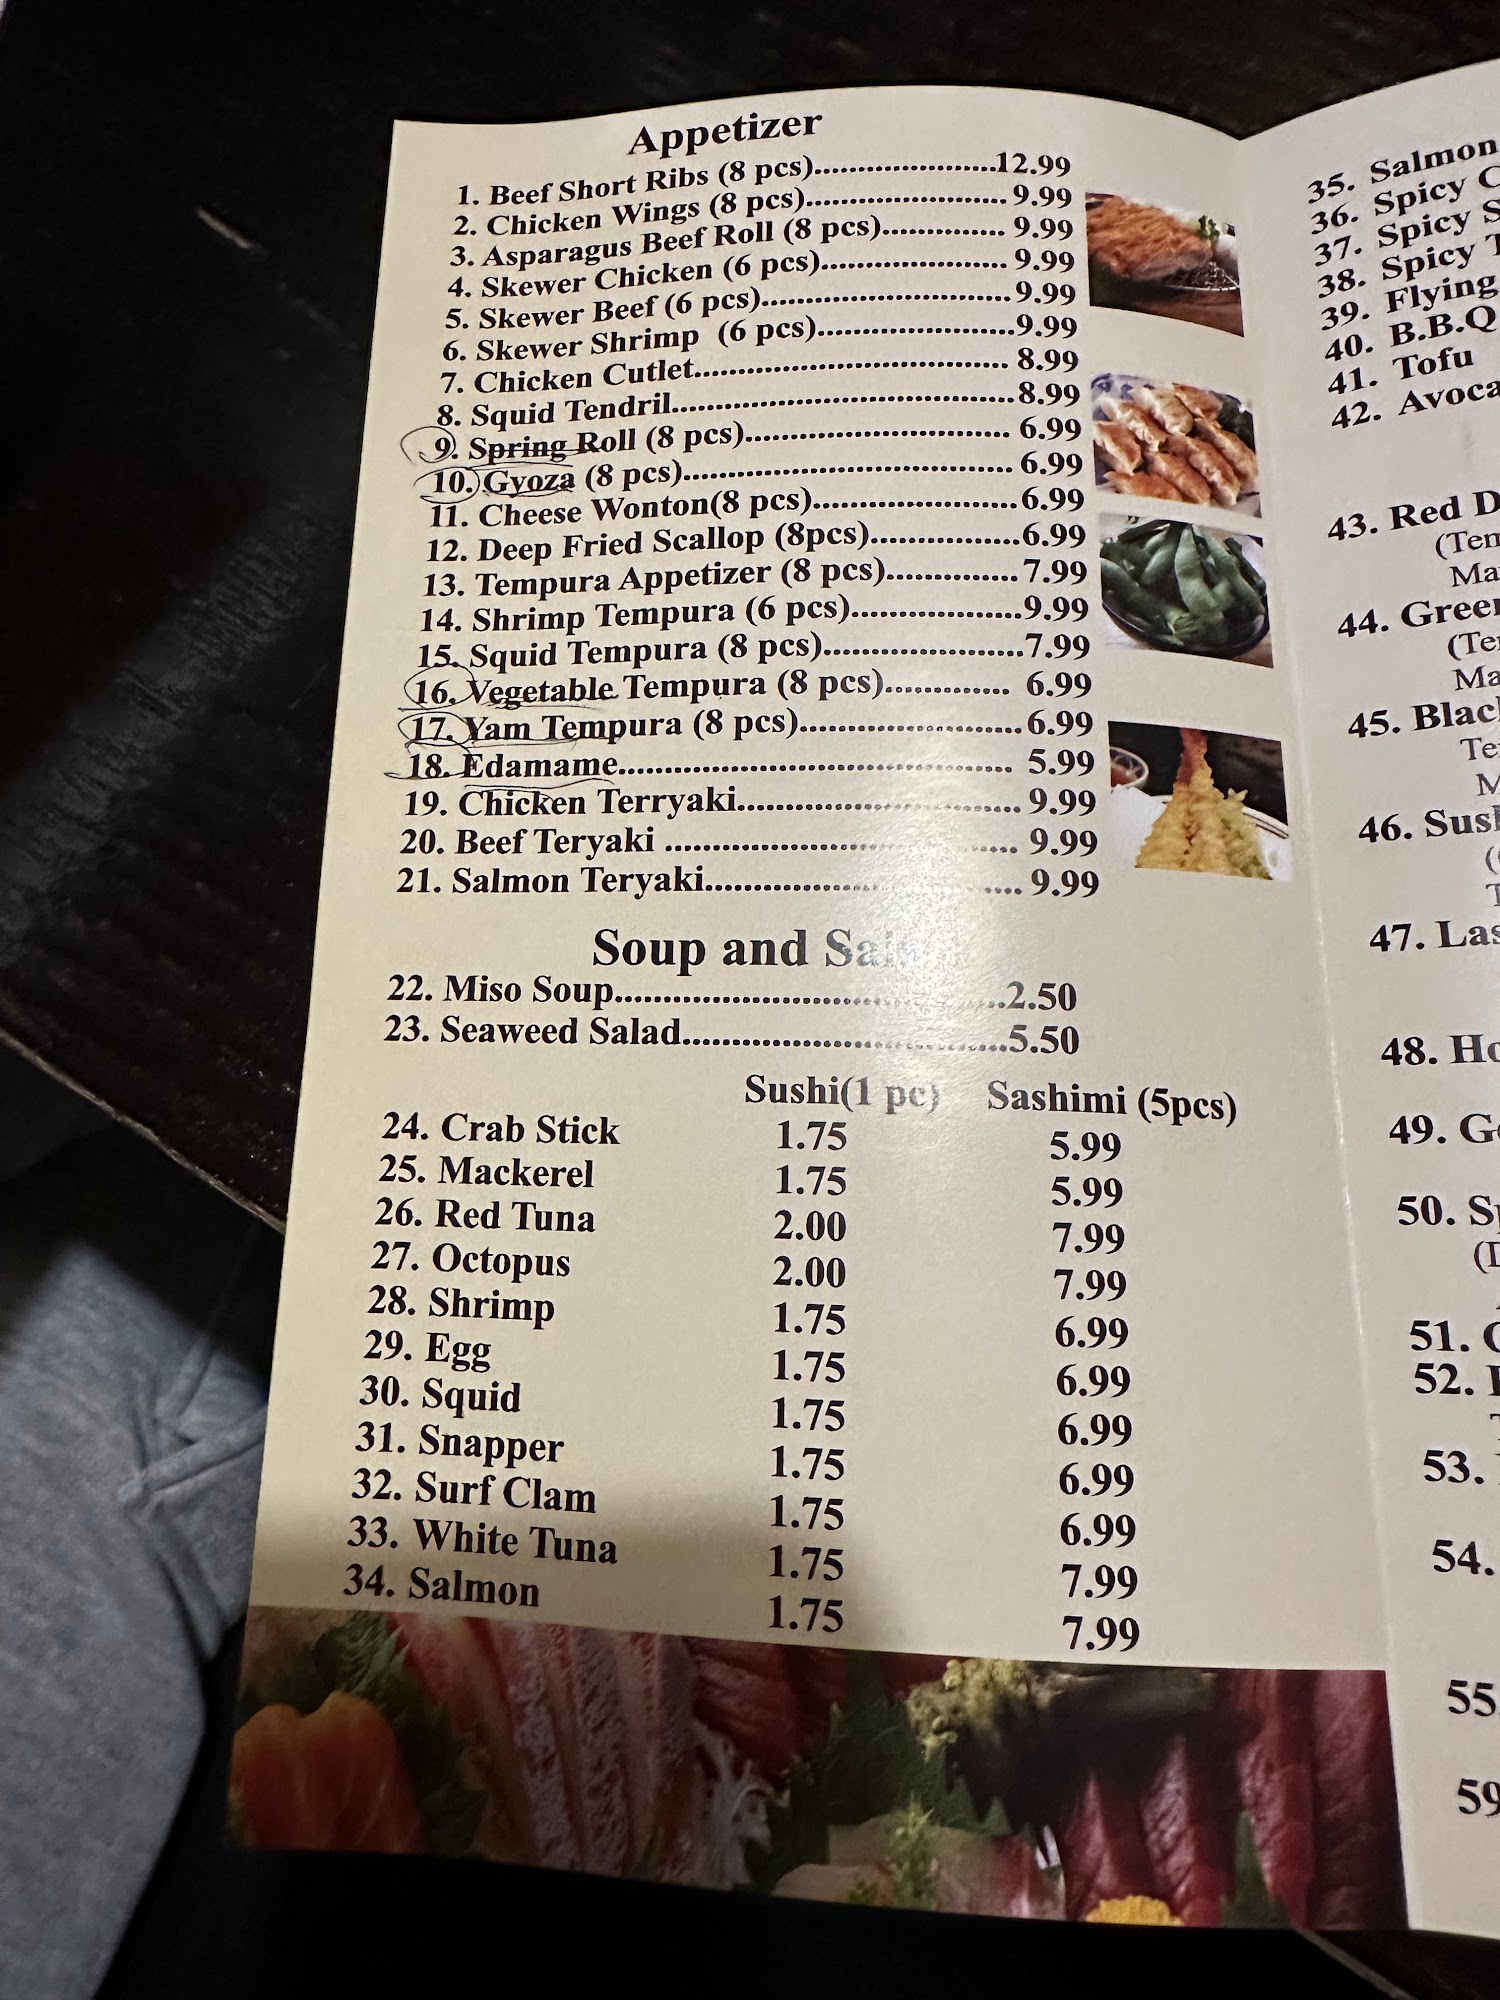 Appetizer
1. Beef Short Ribs (8 pcs).....................12.99
2. Chicken Wings (8 pcs)....................... 9.99
3. Asparagus Beef Roll (8 pcs).............. 9.99
4. Skewer Chicken (6 pcs)..................... 9.99
5. Skewer Beef (6 pcs)............................9.99
6. Skewer Shrimp (6 pcs)......................9.99
7. Chicken Cutlet................................... 8.99
8. Squid Tendril......................................8.99
9. Spring Roll (8 pcs)............................. 6.99
10. Gyoza (8 pcs)..................................... 6.99
11. Cheese Wonton(8 pcs).......................6.99
12. Deep Fried Scallop (8pcs).................6.99
13. Tempura Appetizer (8 pcs)...............7.99
14. Shrimp Tempura (6 pcs)...................9.99
15. Squid Tempura (8 pcs)......................7.99
16. Vegetable Tempura (8 pcs).............. 6.99
17. Yam Tempura (8 pcs)........................6.99
18. Edamame............................................ 5.99
19. Chicken Terryaki............................... 9.99
20. Beef Teryaki ...................................... 9.99
21. Salmon Teryaki.................................. 9.99
Soup and
22. Miso Soup...........................................2.50
23. Seaweed Salad....................................5.50
Sushi(1 pc) Sashimi (5pcs)
24. Crab Stick 1.75 5.99
25. Mackerel 1.75 5.99
26. Red Tuna 2.00 7.99
27. Octopus 2.00 7.99
28. Shrimp 1.75 6.99
29. Egg 1.75 6.99
30. Squid 1.75 6.99
31. Snapper 1.75 6.99
32. Surf Clam 1.75 6.99
33. White Tuna 1.75 7.99
34. Salmon 1.75 7.99
35. Salmon
36. Spicy
37. Spicy
38. Spicy
39. Flying
40. B.B.Q
41. Tofu
42.
43. Red
44.
45.
46.
47.
48.
49.
50.
51.
52.
53.
54.
55.
59